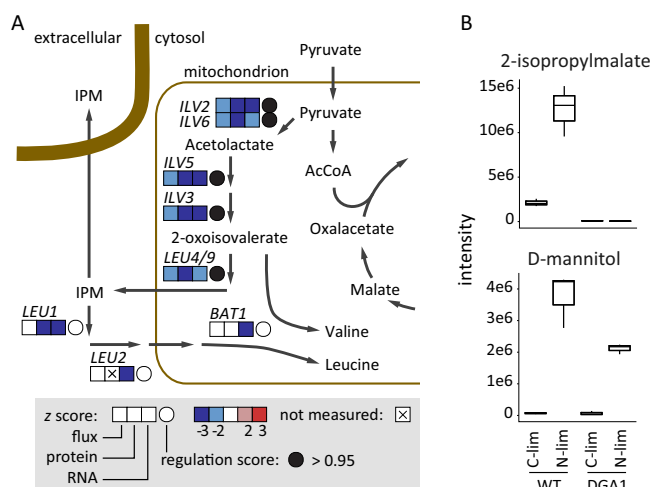 A
extracellular
cytosol
Pyruvate
mitochondrion
IPM
ILV2
ILV6
Pyruvate
Acetolactate
ILV5
AcCoA
ILV3
Oxalacetate
2-oxoisovalerate
LEU4/9
Malate
IPM
LEU1
BAT1
Valine
LEU2
Leucine
z score:
flux
protein
RNA
-3 -2 2 3
not measured:
regulation score: > 0.95
B
2-isopropylmalate
15e6
10e6
5e6
0
intensity
D-mannitol
4e6
2e6
0
C-lim
N-lim
C-lim
N-lim
WT
DGA1